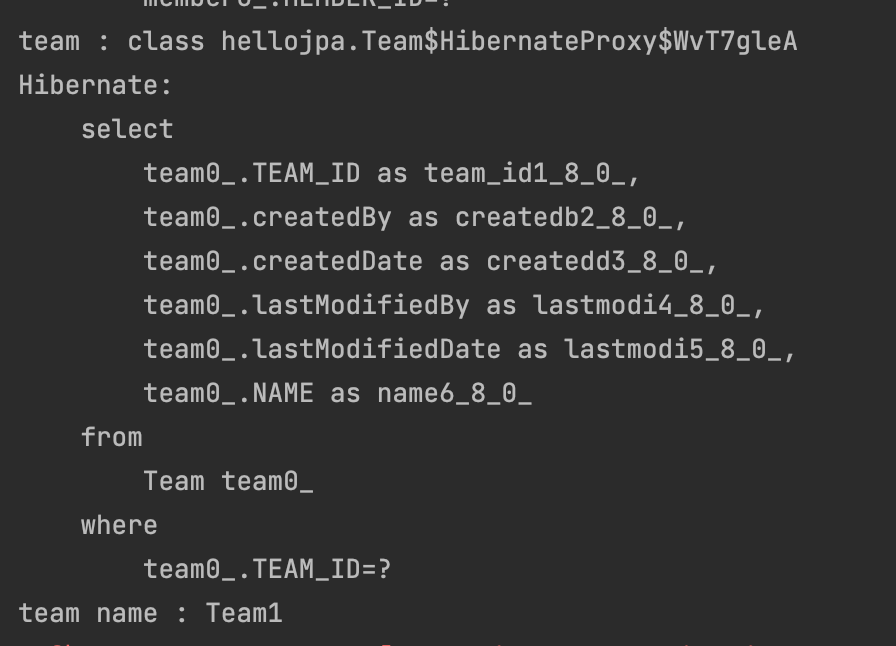 member0_.MEMBER_ID=?
team : class hellojpa.Team$HibernateProxy$WvT7gleA
Hibernate:
select
team0_.TEAM_ID as team_id1_8_0_,
team0_.createdBy as createdb2_8_0_,
team0_.createdDate as createdd3_8_0_,
team0_.lastModifiedBy as lastmodi4_8_0_,
team0_.lastModifiedDate as lastmodi5_8_0_,
team0_.NAME as name6_8_0_
from
Team team0_
where
team0_.TEAM_ID=?
team name : Team1